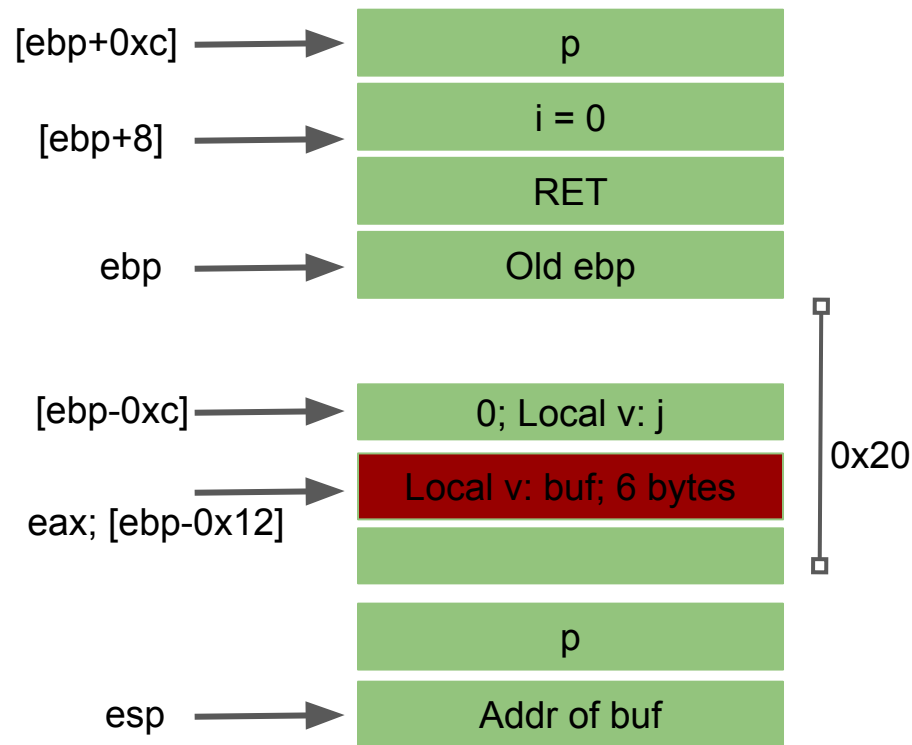 [ebp+0xc]
p
[ebp+8]
i = 0
RET
ebp
Old ebp
[ebp-0xc]
0; Local v: j
0x20
Local v: buf; 6 bytes
eax; [ebp-0x12]
p
esp
Addr of buf